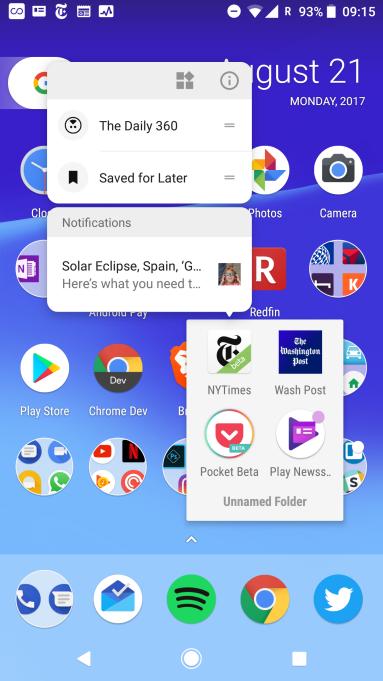 R 93% 09:15
ugust 21
MONDAY, 2017
The Daily 360
Saved for Later
Notifications
Solar Eclipse, Spain, ‘G...
Here's what you need t...
Clo
Photos
Camera
Android Pay
Redfin
R
K
N
NYTimes
beta
The Washington Post
Wash Post
Play Store
Dev
Chrome Dev
Br
Pocket Beta
BETA
Play Newss..
Unnamed Folder
Ps
S